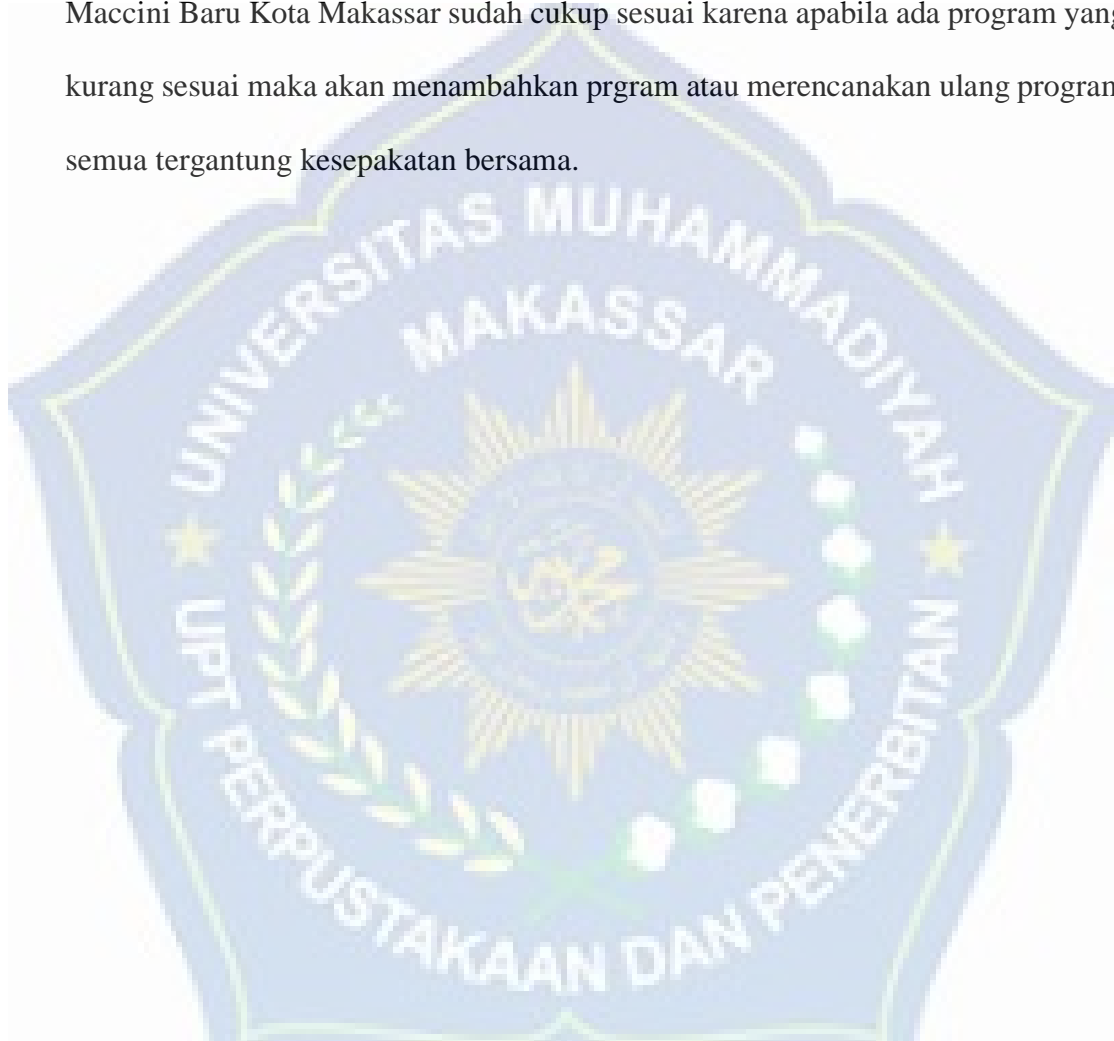 Maccini Baru Kota Makassar sudah cukup sesuai karena apabila ada program yang
kurang sesuai maka akan menambahkan prgram atau merencanakan ulang program
semua tergantung kesepakatan bersama.
UNIVERSITAS MUHAMMADIYAH
MAKASSAR
UPT PERPUSTAKAAN DAN PENERBITAN